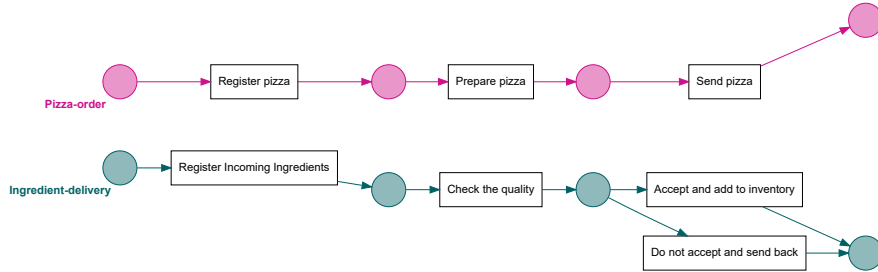 Register pizza
Prepare pizza
Send pizza
Pizza-order
Register Incoming Ingredients
Ingredient-delivery
Check the quality
Accept and add to inventory
Do not accept and send back